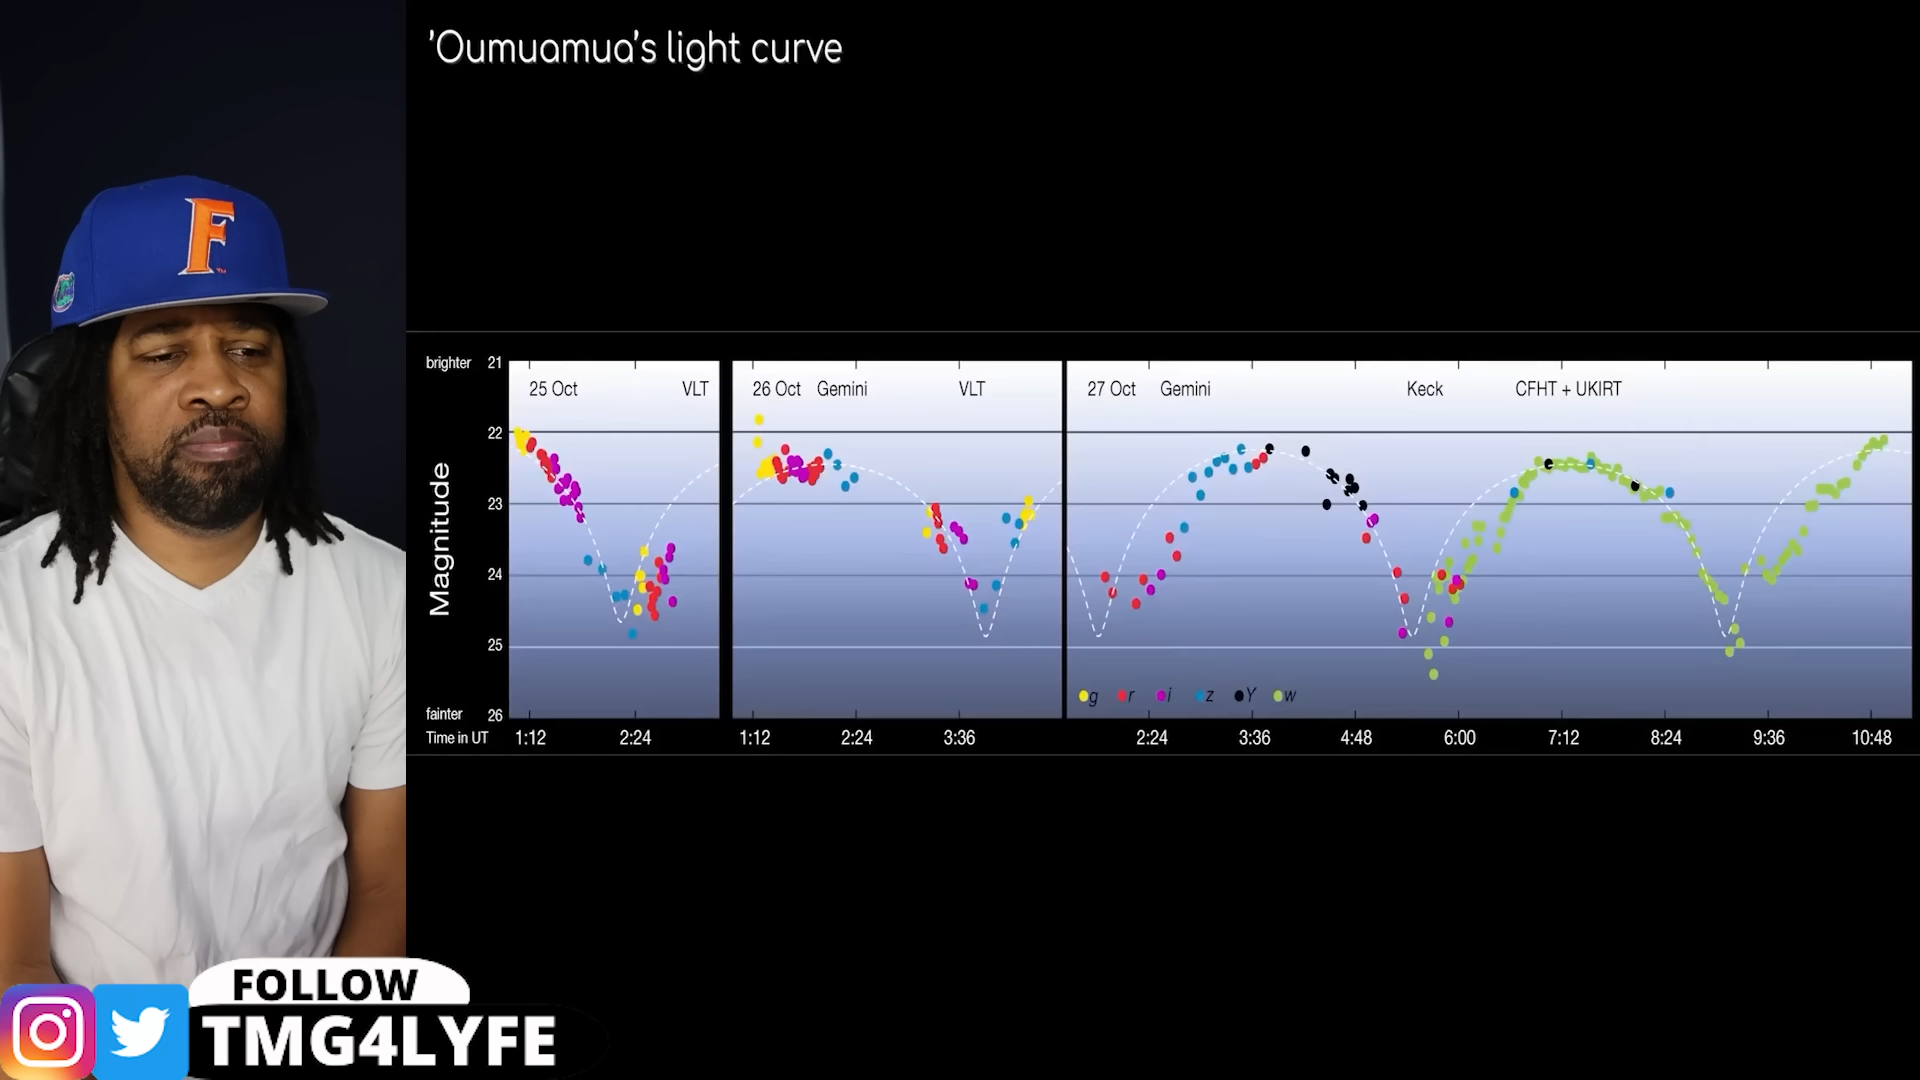 'Oumuamua's light curve
F
brighter 21
25 Oct VLT
26 Oct Gemini VLT
27 Oct Gemini Keck CFHT + UKIRT
22
23
Magnitude
24
25
g r i z Y w
fainter 26
Time in UT 1:12 2:24 1:12 2:24 3:36 2:24 3:36 4:48 6:00 7:12 8:24 9:36 10:48
FOLLOW
TMG4LYFE